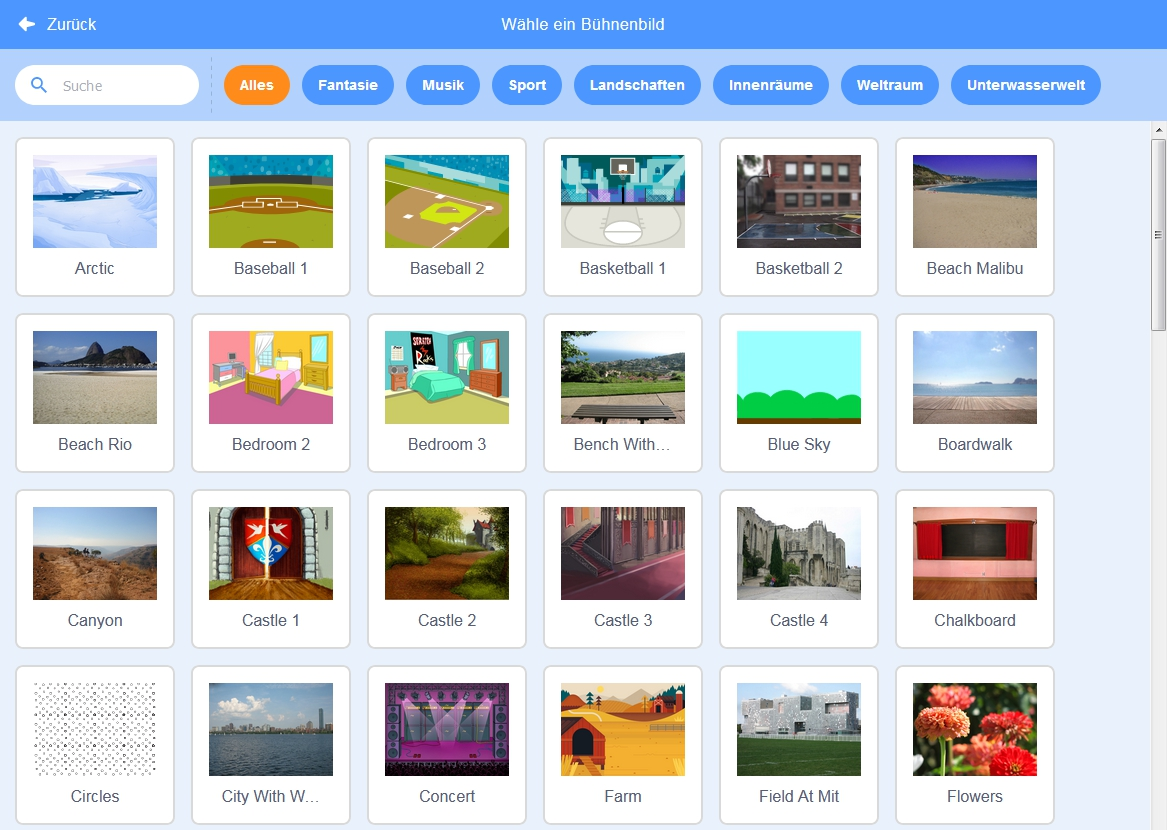 Zurück
Wähle ein Bühnenbild
Suche
Alles
Fantasie
Musik
Sport
Landschaften
Innenräume
Weltraum
Unterwasserwelt
Arctic
Baseball 1
Baseball 2
Basketball 1
Basketball 2
Beach Malibu
Beach Rio
Bedroom 2
SCRATCH
Bedroom 3
Bench With...
Blue Sky
Boardwalk
Canyon
Castle 1
Castle 2
Castle 3
Castle 4
Chalkboard
Circles
City With W...
Concert
Farm
Field At Mit
Flowers